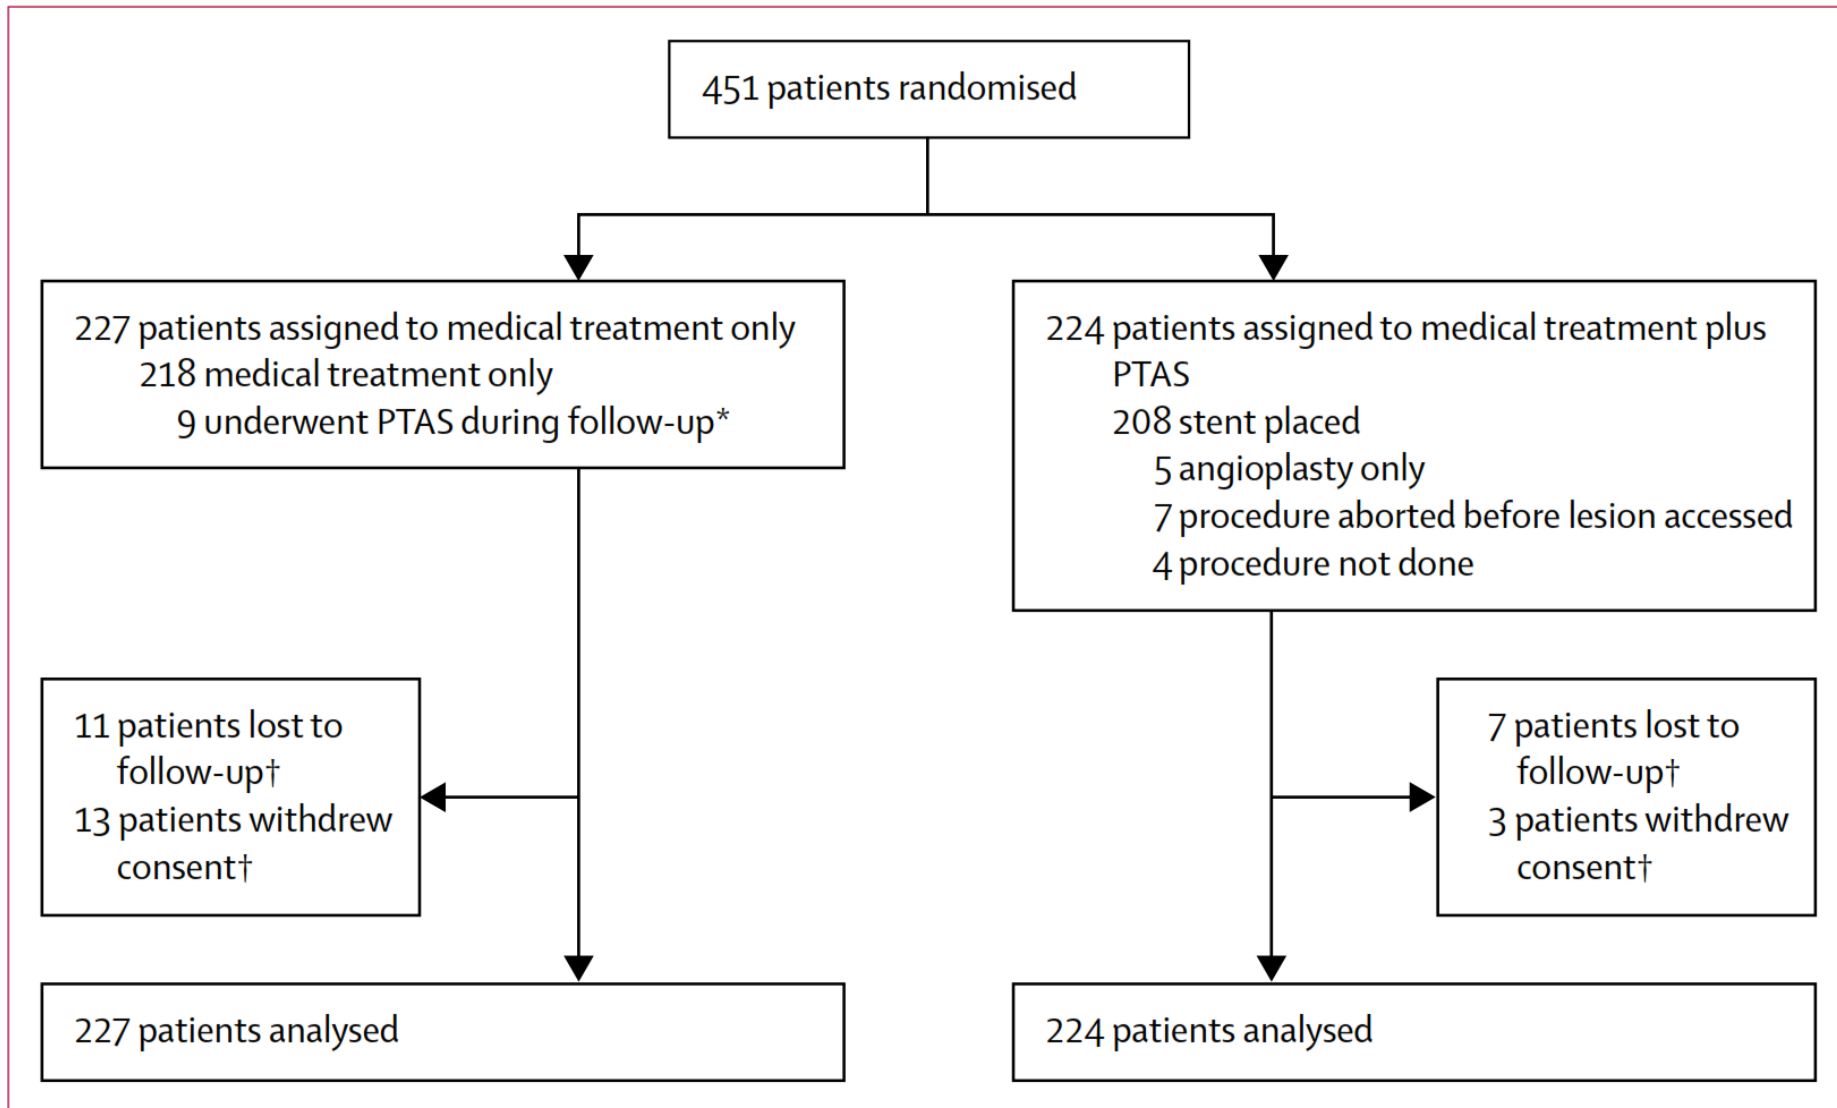 451 patients randomised
227 patients assigned to medical treatment only
218 medical treatment only
9 underwent PTAS during follow-up*
224 patients assigned to medical treatment plus
PTAS
208 stent placed
5 angioplasty only
7 procedure aborted before lesion accessed
4 procedure not done
11 patients lost to
follow-up†
13 patients withdrew
consent†
7 patients lost to
follow-up†
3 patients withdrew
consent†
227 patients analysed
224 patients analysed